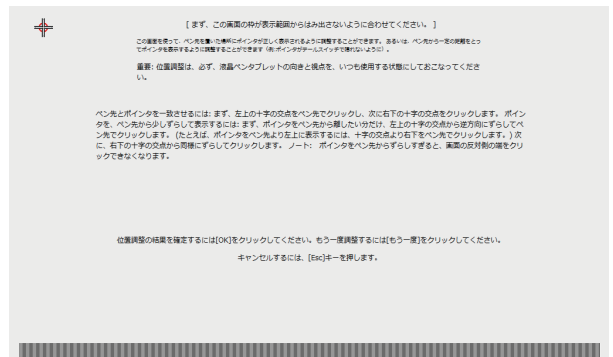 [ まず、この画面の枠が表示範囲からはみ出さないように合わせてください。 ]
この画面を使って、ペン先を置いた場所にポインタが正しく表示されるように調整することができます。 あるいは、ペン先から一定の距離をとっ
てポインタを表示するように調整することができます (例:ポインタがテールスイッチで隠れないように) 。
重要: 位置調整は、必ず、液晶ペンタブレットの向きと視点を、いつも使用する状態にしておこなってくださ
い。
ペン先とポインタを一致させるには: まず、左上の十字の交点をペン先でクリックし、次に右下の十字の交点をクリックします。 ポイン
タを、ペン先から少しずらして表示するには: まず、ポインタをペン先から離したい分だけ、左上の十字の交点から逆方向にずらしてペ
ン先でクリックします。 (たとえば、ポインタをペン先より左上に表示するには、十字の交点より右下をペン先でクリックします。) 次
に、右下の十字の交点から同様にずらしてクリックします。 ノート: ポインタをペン先からずらしすぎると、画面の反対側の端をクリ
ックできなくなります。
位置調整の結果を確定するには[OK]をクリックしてください。もう一度調整するには[もう一度]をクリックしてください。
キャンセルするには、[Esc]キーを押します。